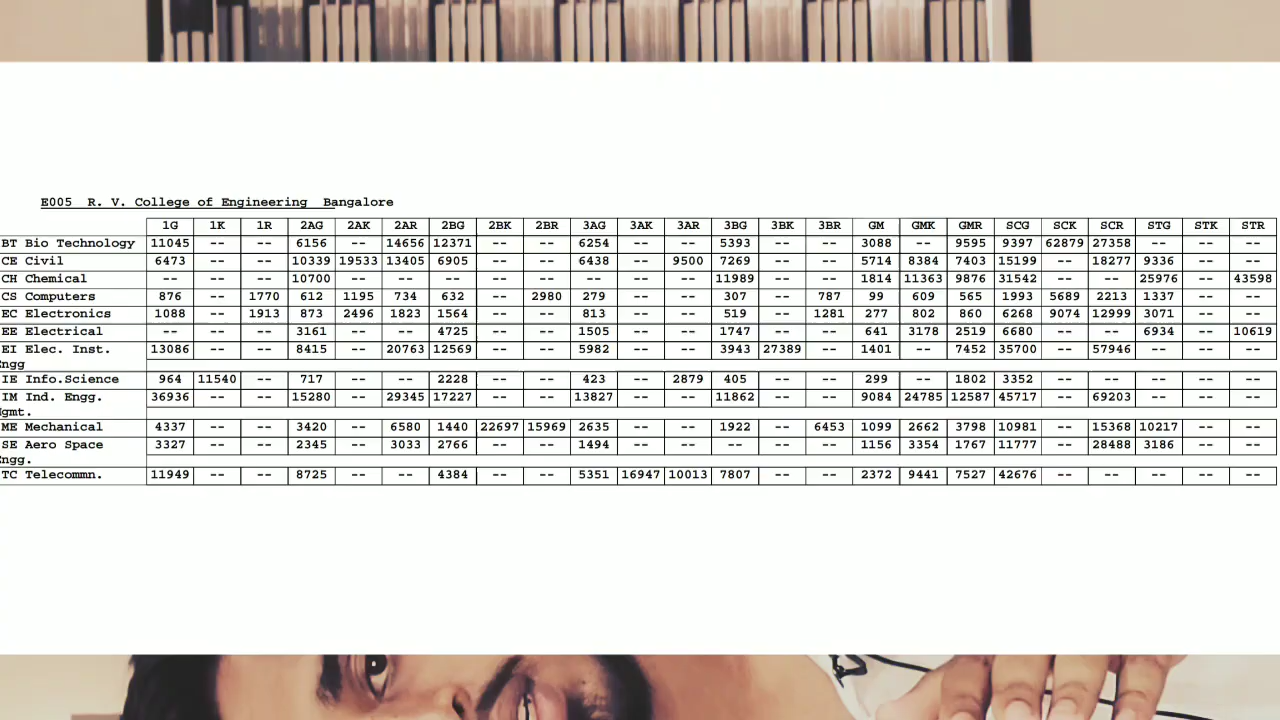 E005 R. V. College of Engineering Bangalore
1G 1K 1R 2AG 2AK 2AR 2BG 2BK 2BR 3AG 3AK 3AR 3BG 3BK 3BR GM GMK GMR SCG SCK SCR STG STK STR
BT Bio Technology 11045 -- -- 6156 -- 14656 12371 -- -- 6254 -- -- 5393 -- -- 3088 -- 9595 9397 62879 27358 -- -- --
CE Civil 6473 -- -- 10339 19533 13405 6905 -- -- 6438 -- 9500 7269 -- -- 5714 8384 7403 15199 -- 18277 9336 -- --
CH Chemical -- -- -- 10700 -- -- -- -- -- -- -- -- 11989 -- -- 1814 11363 9876 31542 -- -- 25976 -- 43598
CS Computers 876 -- 1770 612 1195 734 632 -- 2980 279 -- -- 307 -- 787 99 609 565 1993 5689 2213 1337 -- --
EC Electronics 1088 -- 1913 873 2496 1823 1564 -- -- 813 -- -- 519 -- 1281 277 802 860 6268 9074 12999 3071 -- --
EE Electrical -- -- -- 3161 -- -- 4725 -- -- 1505 -- -- 1747 -- -- 641 3178 2519 6680 -- -- 6934 -- 10619
EI Elec. Inst. 13086 -- -- 8415 -- 20763 12569 -- -- 5982 -- -- 3943 27389 -- 1401 -- 7452 35700 -- 57946 -- -- --
Engg
IE Info.Science 964 11540 -- 717 -- -- 2228 -- -- 423 -- 2879 405 -- -- 299 -- 1802 3352 -- -- -- -- --
IM Ind. Engg. 36936 -- -- 15280 -- 29345 17227 -- -- 13827 -- -- 11862 -- -- 9084 24785 12587 45717 -- 69203 -- -- --
Mgmt.
ME Mechanical 4337 -- -- 3420 -- 6580 1440 22697 15969 2635 -- -- 1922 -- 6453 1099 2662 3798 10981 -- 15368 10217 -- --
SE Aero Space 3327 -- -- 2345 -- 3033 2766 -- -- 1494 -- -- -- -- -- 1156 3354 1767 11777 -- 28488 3186 -- --
Engg.
TC Telecommn. 11949 -- -- 8725 -- -- 4384 -- -- 5351 16947 10013 7807 -- -- 2372 9441 7527 42676 -- -- -- -- --